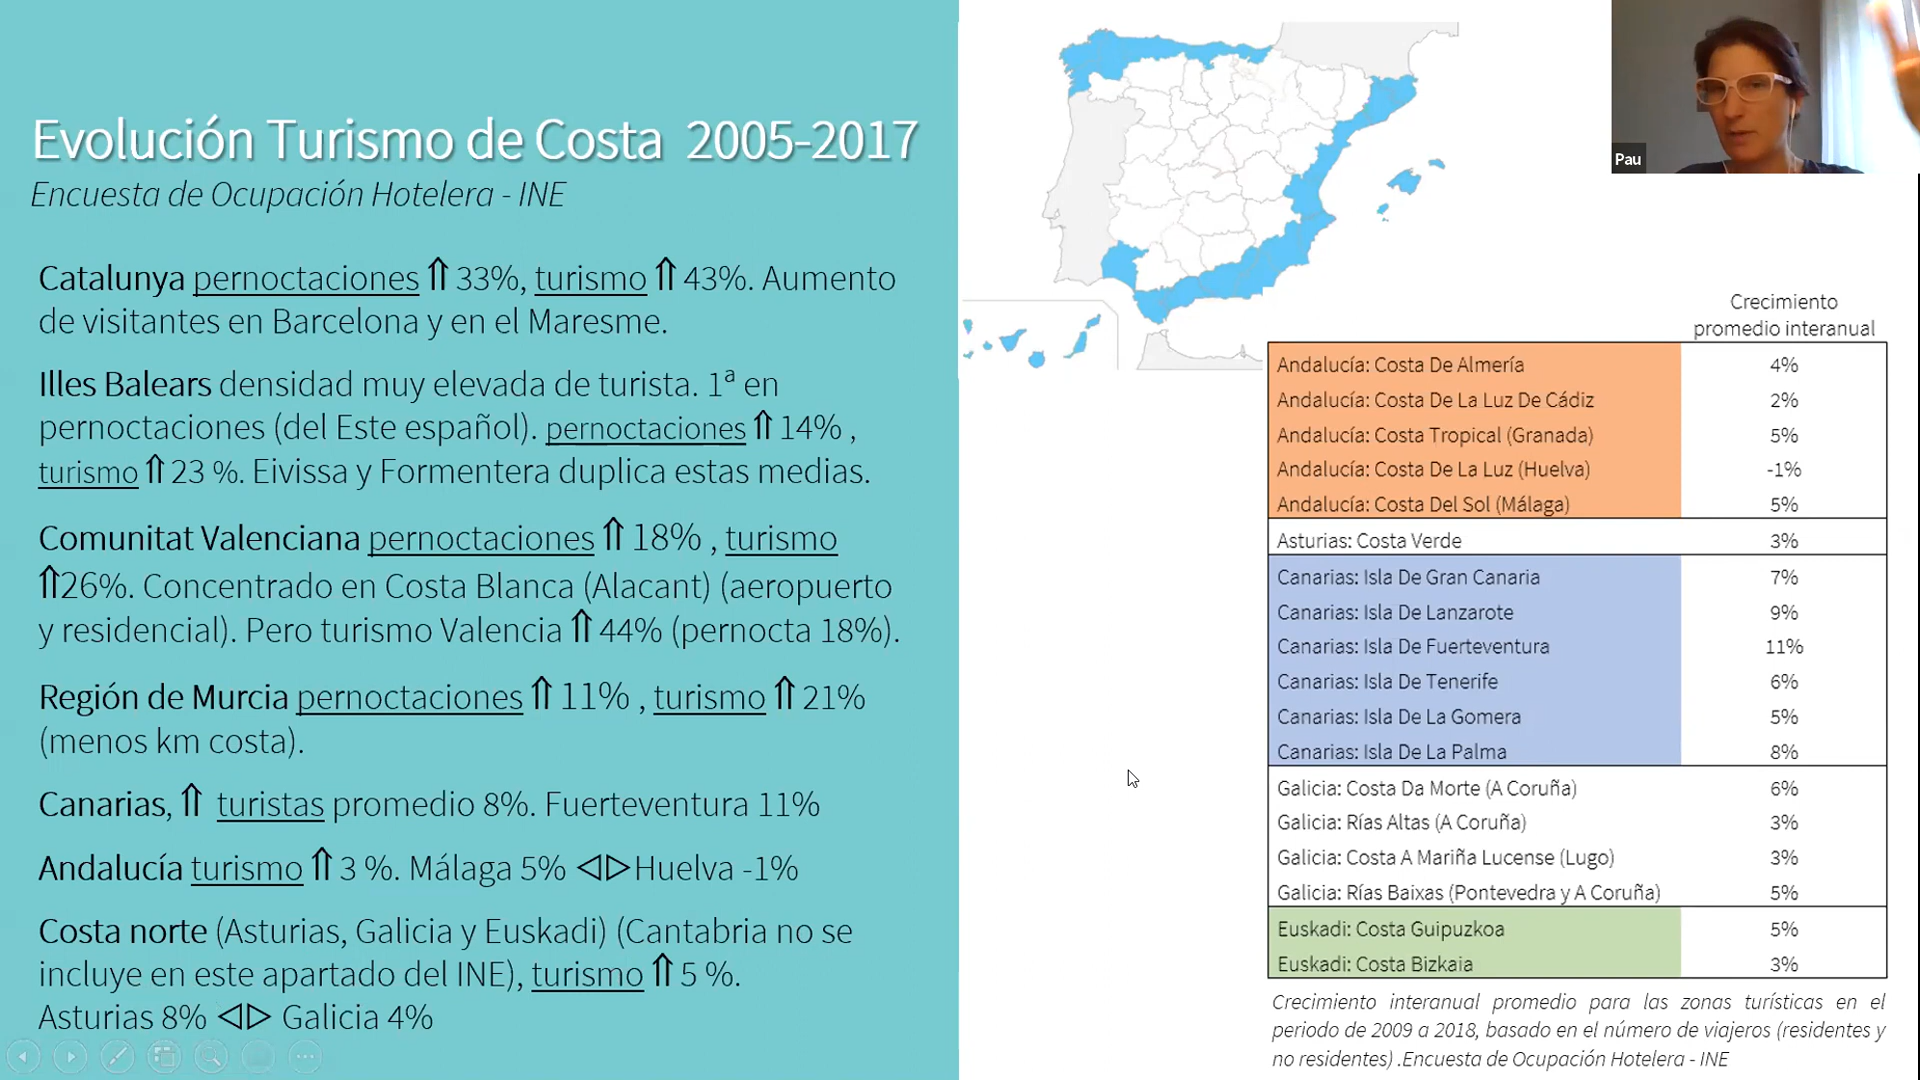 Evolución Turismo de Costa 2005-2017
Encuesta de Ocupación Hotelera - INE
Catalunya pernoctaciones ⇑ 33%, turismo ⇑ 43%. Aumento
de visitantes en Barcelona y en el Maresme.
Illes Balears densidad muy elevada de turista. 1ª en
pernoctaciones (del Este español). pernoctaciones ⇑ 14% ,
turismo ⇑ 23 %. Eivissa y Formentera duplica estas medias.
Comunitat Valenciana pernoctaciones ⇑ 18% , turismo
⇑26%. Concentrado en Costa Blanca (Alacant) (aeropuerto
y residencial). Pero turismo Valencia ⇑ 44% (pernocta 18%).
Región de Murcia pernoctaciones ⇑ 11% , turismo ⇑ 21%
(menos km costa).
Canarias, ⇑ turistas promedio 8%. Fuerteventura 11%
Andalucía turismo ⇑ 3 %. Málaga 5% ◁▷Huelva -1%
Costa norte (Asturias, Galicia y Euskadi) (Cantabria no se
incluye en este apartado del INE), turismo ⇑ 5 %.
Asturias 8% ◁▷ Galicia 4%
Pau
Crecimiento
promedio interanual
Andalucía: Costa De Almería 4%
Andalucía: Costa De La Luz De Cádiz 2%
Andalucía: Costa Tropical (Granada) 5%
Andalucía: Costa De La Luz (Huelva) -1%
Andalucía: Costa Del Sol (Málaga) 5%
Asturias: Costa Verde 3%
Canarias: Isla De Gran Canaria 7%
Canarias: Isla De Lanzarote 9%
Canarias: Isla De Fuerteventura 11%
Canarias: Isla De Tenerife 6%
Canarias: Isla De La Gomera 5%
Canarias: Isla De La Palma 8%
Galicia: Costa Da Morte (A Coruña) 6%
Galicia: Rías Altas (A Coruña) 3%
Galicia: Costa A Mariña Lucense (Lugo) 3%
Galicia: Rías Baixas (Pontevedra y A Coruña) 5%
Euskadi: Costa Guipuzkoa 5%
Euskadi: Costa Bizkaia 3%
Crecimiento interanual promedio para las zonas turísticas en el
periodo de 2009 a 2018, basado en el número de viajeros (residentes y
no residentes) .Encuesta de Ocupación Hotelera - INE